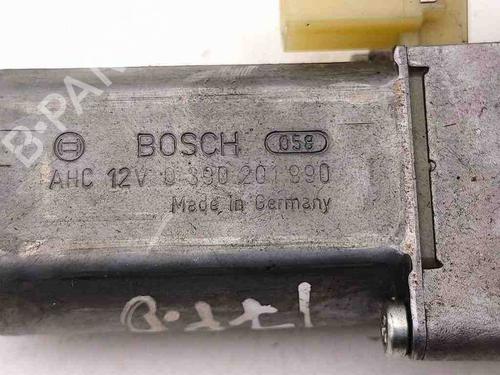 BOSCH 058
AHC 12V 0 390 201 990
Made in Germany
B-PA